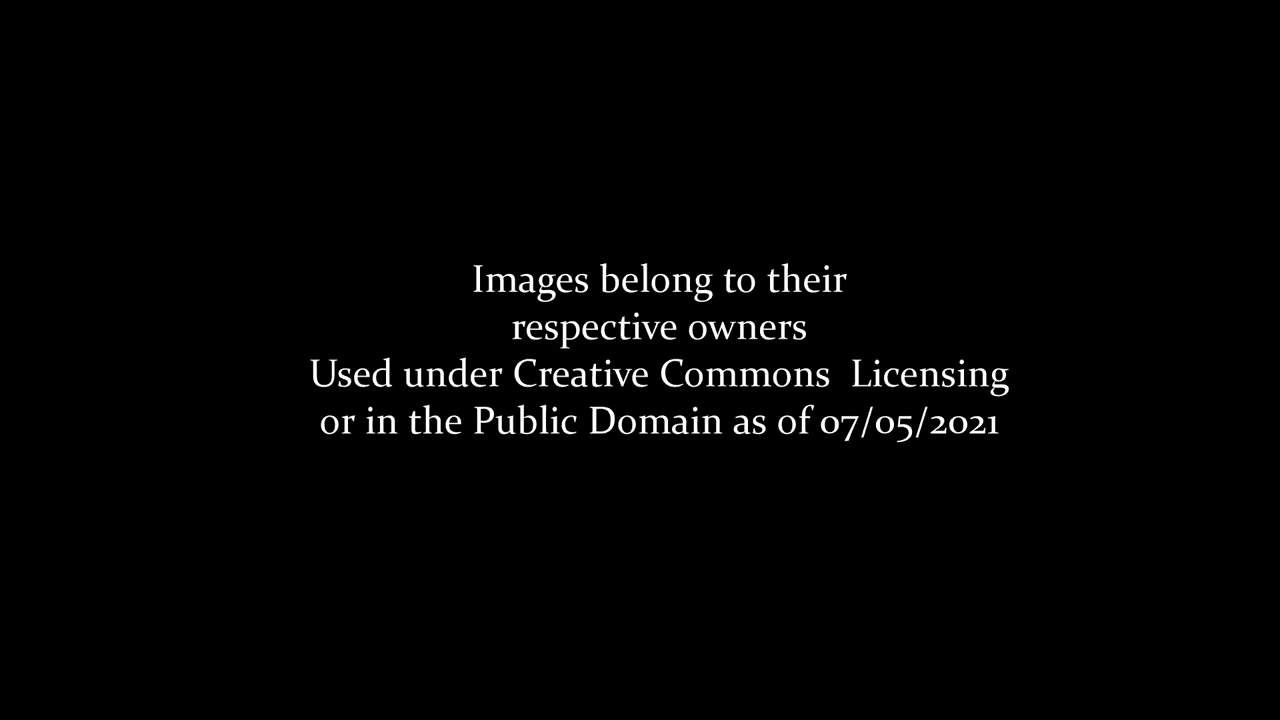 Images belong to their
respective owners
Used under Creative Commons  Licensing
or in the Public Domain as of 07/05/2021